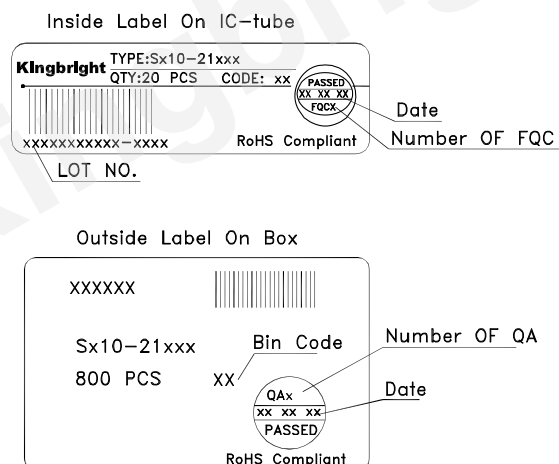 Inside Label On IC-tube
Kingbright
TYPE:Sx10-21xxx
QTY:20 PCS CODE: xx
PASSED
XX XX XX
FQCX
Date
Number OF FQC
xxxxxxxxxxx-xxxx
RoHS Compliant
LOT NO.
Outside Label On Box
XXXXXX
Sx10-21xxx
Bin Code
Number OF QA
800 PCS
XX
QAx
Date
XX XX XX
PASSED
RoHS Compliant